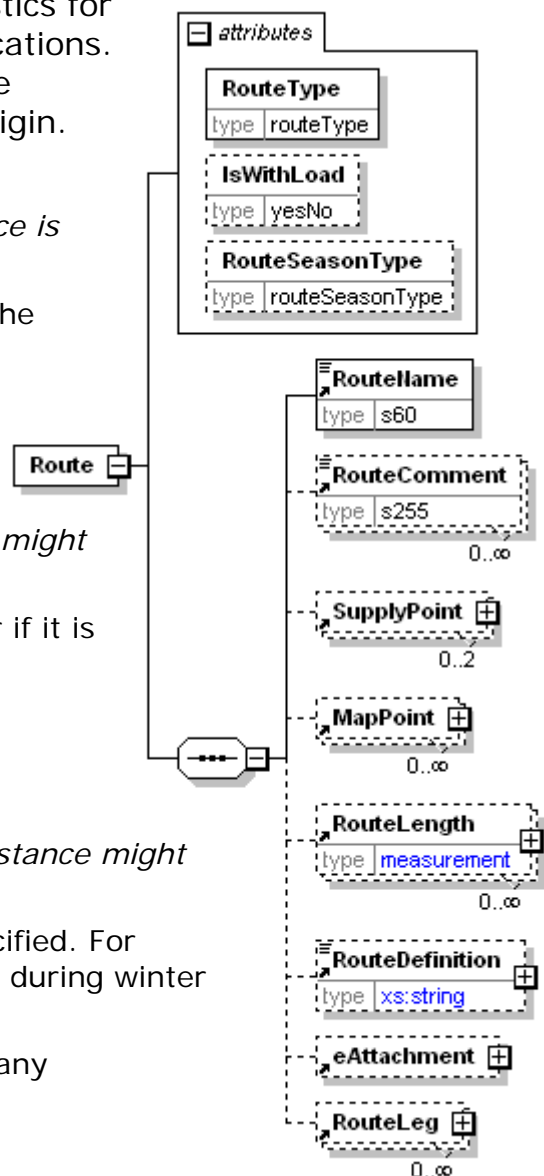 stics for
cations.
e
igin.
ce is
he
might
if it is
stance might
cified. For
during winter
any
attributes
RouteType
type routeType
IsWithLoad
type yesNo
RouteSeasonType
type routeSeasonType
Route
RouteName
type s60
RouteComment
type s255
0..∞
SupplyPoint
0..2
MapPoint
0..∞
RouteLength
type measurement
0..∞
RouteDefinition
type xs:string
eAttachment
RouteLeg
0..∞